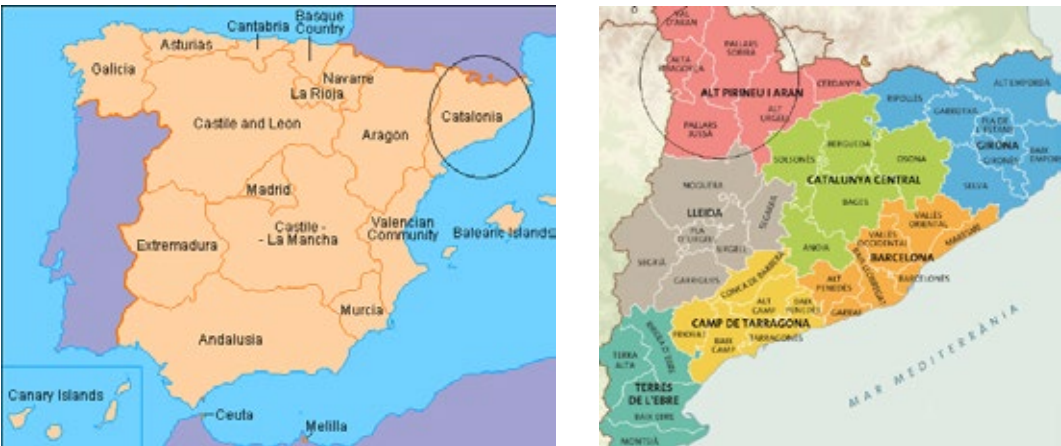 Cantabria
Basque
Country
Asturias
Galicia
Navarre
La Rioja
Castile and Leon
Aragon
Catalonia
Madrid
Castile -
- La Mancha
Valencian
Community
Balearic Islands
Extremadura
Murcia
Andalusia
Canary Islands
Ceuta
Melilla
VAL
D'ARAN
PALLARS
SOBIRÀ
ALTA
RIBAGORÇA
ALT PIRINEU I ARAN
CERDANYA
ALT
URGELL
PALLARS
JUSSÀ
RIPOLLÈS
ALT EMPORDÀ
GARROTXA
PLA DE
L'ESTANY
GIRONA
GIRONÈS
BAIX
SELVA
SOLSONÈS
BERGUEDÀ
OSONA
CATALUNYA CENTRAL
BAGES
ANOIA
NOGUERA
LLEIDA
SEGARRA
PLA
D'URGELL
URGELL
SEGRIÀ
GARRIGUES
VALLÈS
ORIENTAL
VALLÈS
OCCIDENTAL
MARESME
BARCELONA
BARCELONÈS
BAIX LLOBREGAT
ALT
PENEDÈS
GARRAF
CONCA DE BARBERÀ
ALT
CAMP
BAIX
PENEDÈS
CAMP DE TARRAGONA
PRIORAT
BAIX
CAMP
TARRAGONÈS
RIBERA D'EBRE
TERRA
ALTA
TERRES
DE L'EBRE
BAIX EBRE
MONTSIÀ
MAR MEDITERRÀNIA